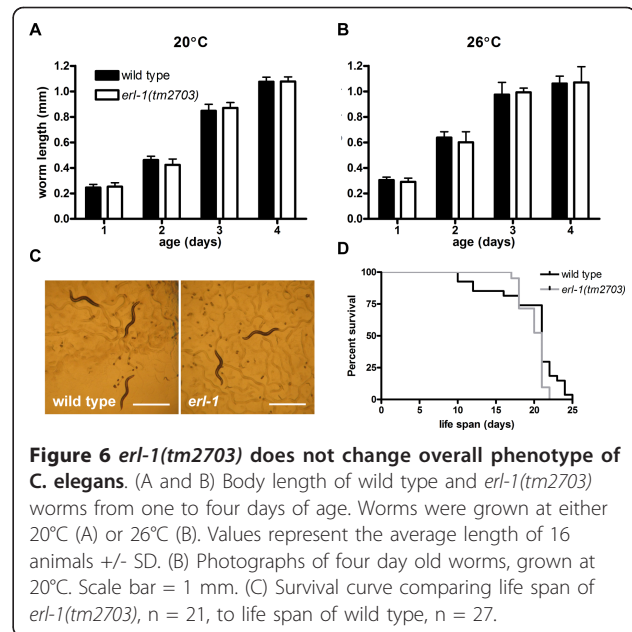 A
20°C
B
26°C
worm length (mm)
1.2
1.0
0.8
0.6
0.4
0.2
0.0
wild type
erl-1(tm2703)
1 2 3 4
age (days)
1.2
1.0
0.8
0.6
0.4
0.2
0.0
1 2 3 4
age (days)
C
wild type
erl-1
D
Percent survival
100
75
50
25
0
wild type
erl-1(tm2703)
0 5 10 15 20 25
life span (days)
Figure 6 erl-1(tm2703) does not change overall phenotype of
C. elegans. (A and B) Body length of wild type and erl-1(tm2703)
worms from one to four days of age. Worms were grown at either
20°C (A) or 26°C (B). Values represent the average length of 16
animals +/- SD. (B) Photographs of four day old worms, grown at
20°C. Scale bar = 1 mm. (C) Survival curve comparing life span of
erl-1(tm2703), n = 21, to life span of wild type, n = 27.